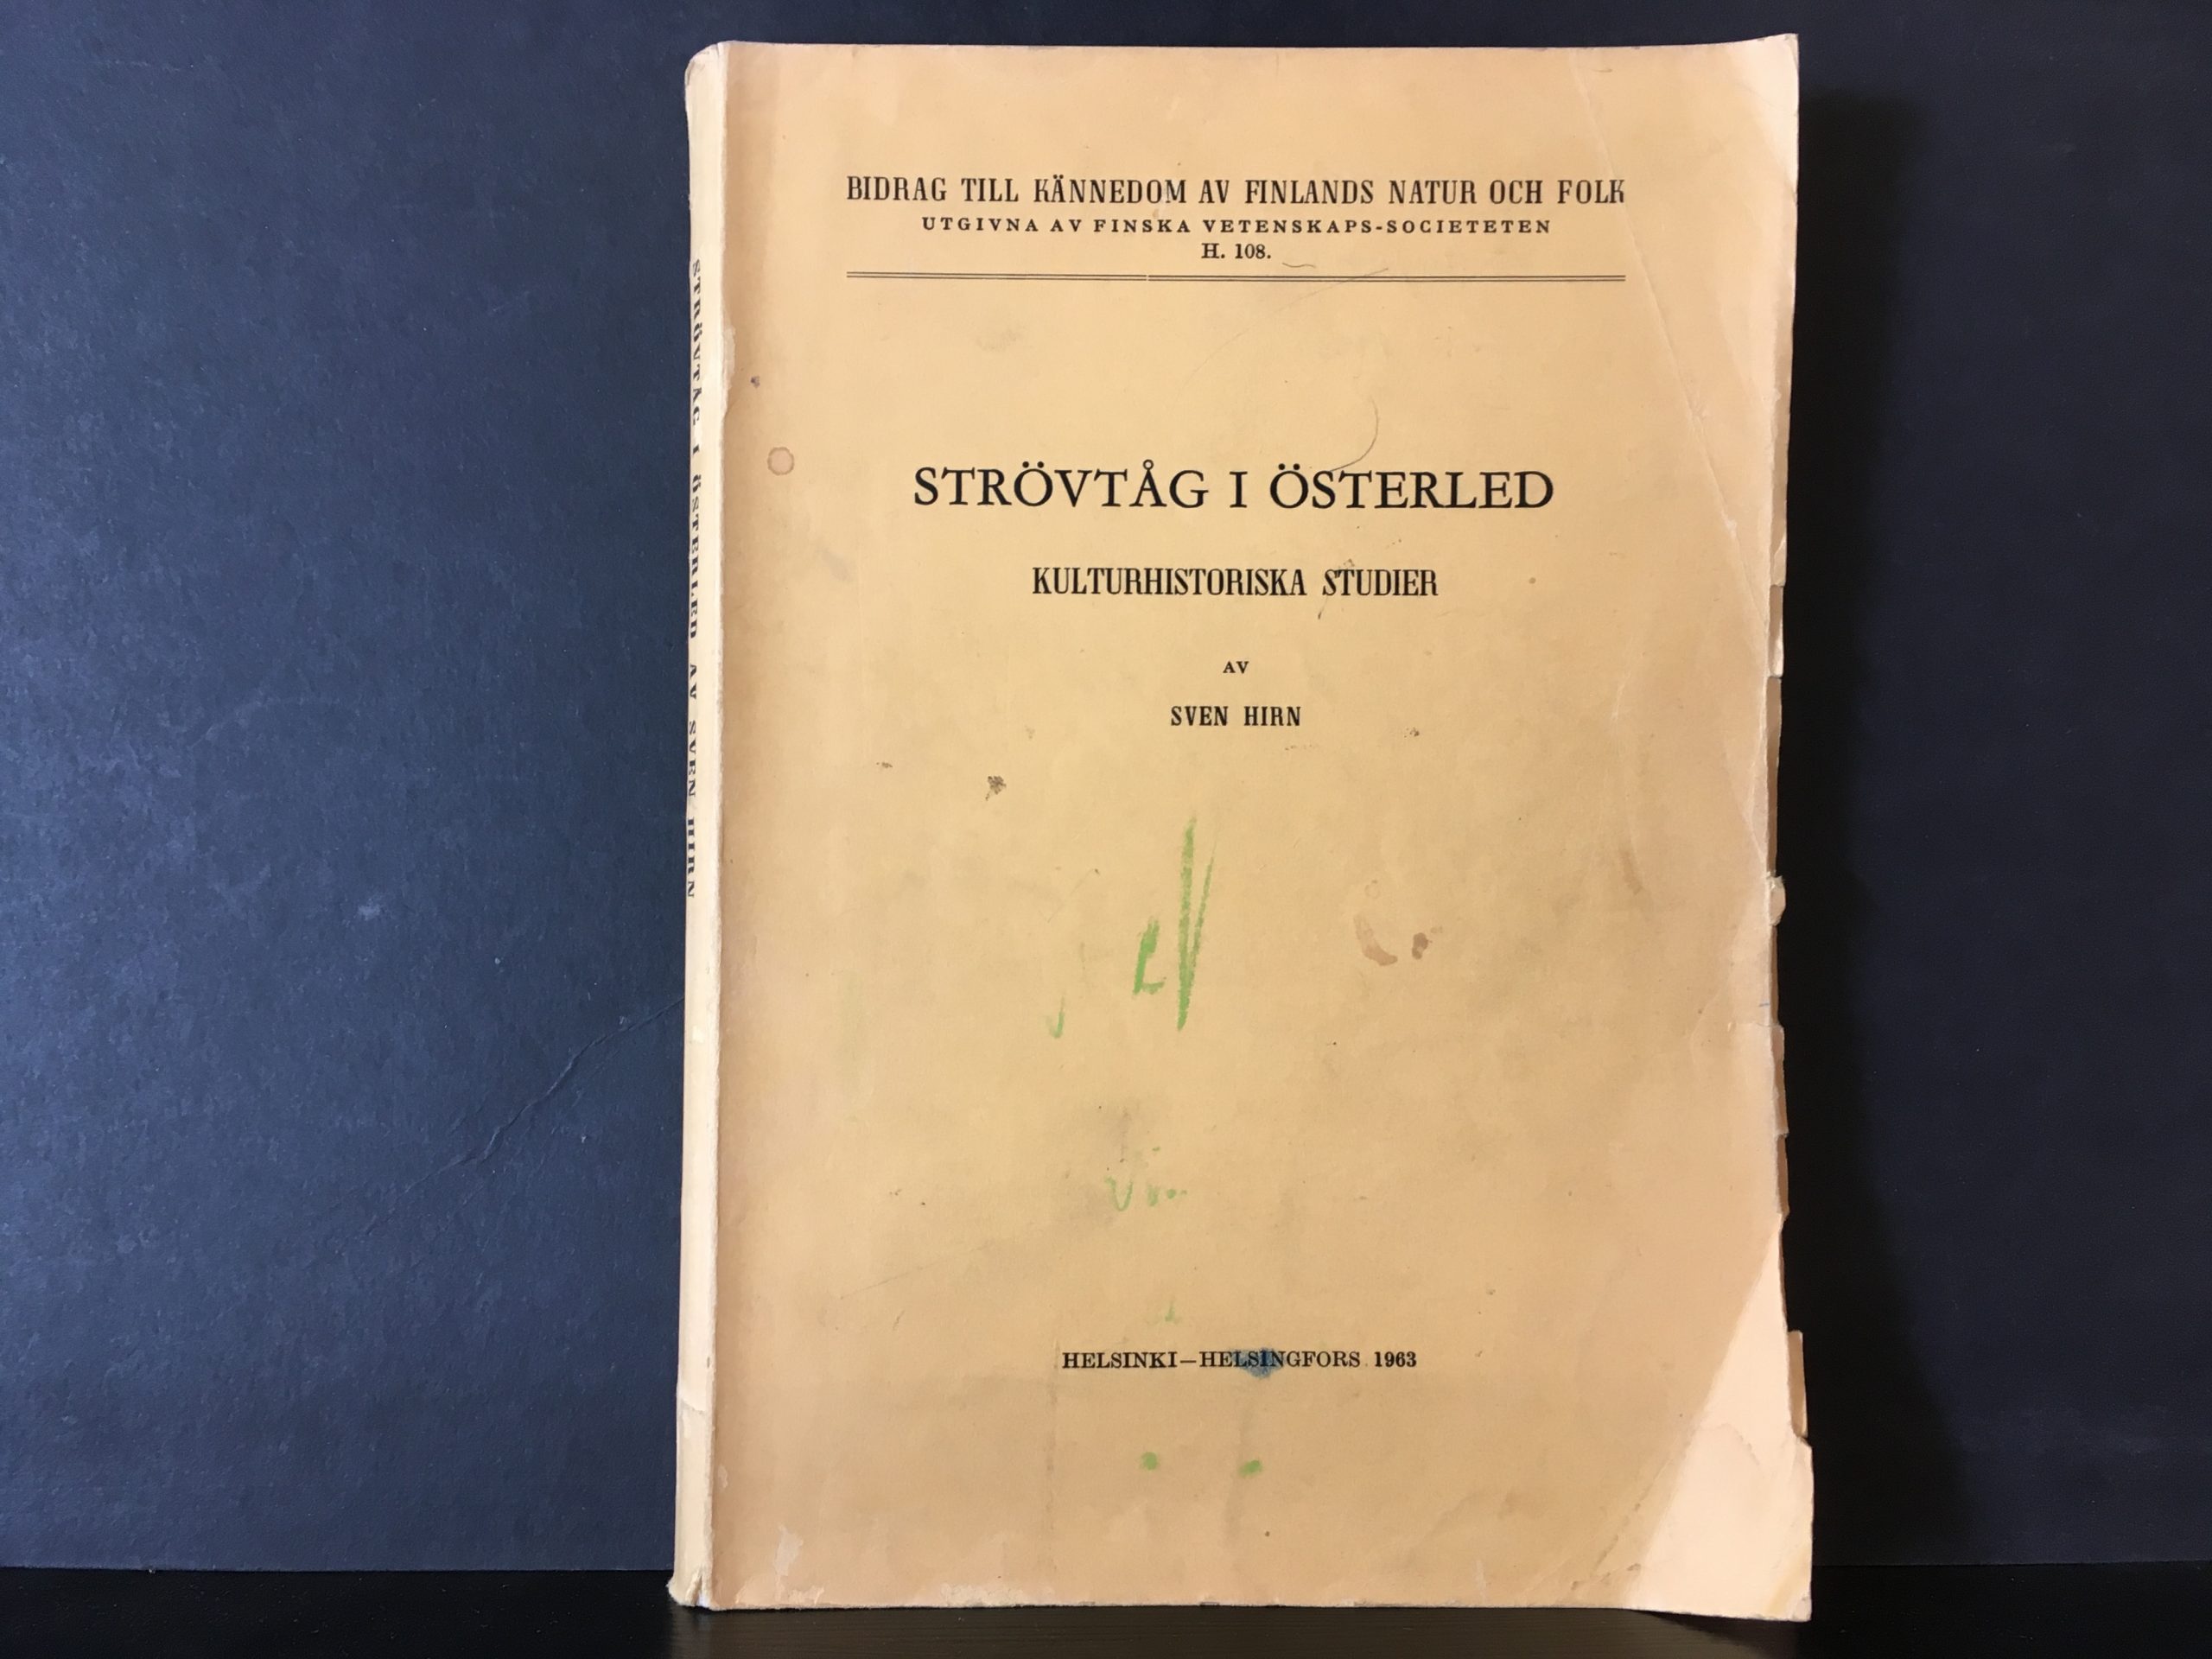 BIDRAG TILL KÄNNEDOM AV FINLANDS NATUR OCH FOLK
UTGIVNA AV FINSKA VETENSKAPS-SOCIETETEN
H. 108.
STRÖVTÅG I ÖSTERLED
KULTURHISTORISKA STUDIER
AV
SVEN HIRN
HELSINKI—HELSINGFORS 1963
STRÖVTÅG I ÖSTERLED AV SVEN HIRN